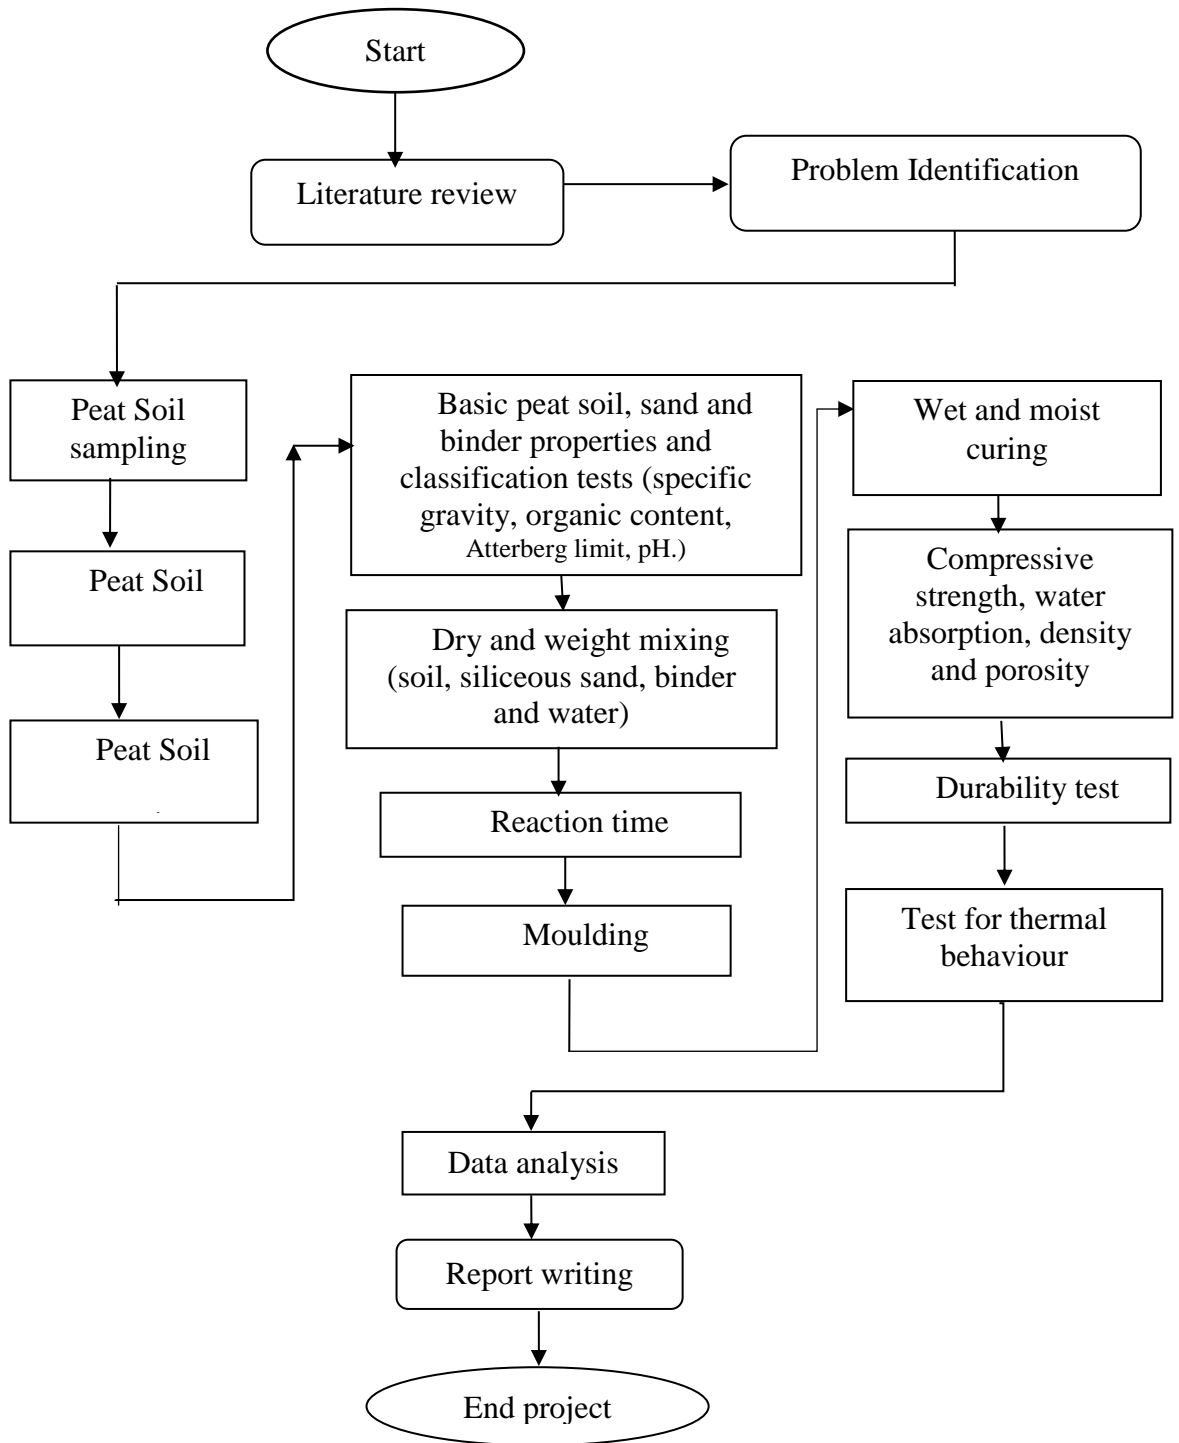 Start
Literature review
Problem Identification
Peat Soil
sampling
Peat Soil
Peat Soil
Basic peat soil, sand and
binder properties and
classification tests (specific
gravity, organic content,
Atterberg limit, pH.)
Dry and weight mixing
(soil, siliceous sand, binder
and water)
Reaction time
Moulding
Wet and moist
curing
Compressive
strength, water
absorption, density
and porosity
Durability test
Test for thermal
behaviour
Data analysis
Report writing
End project